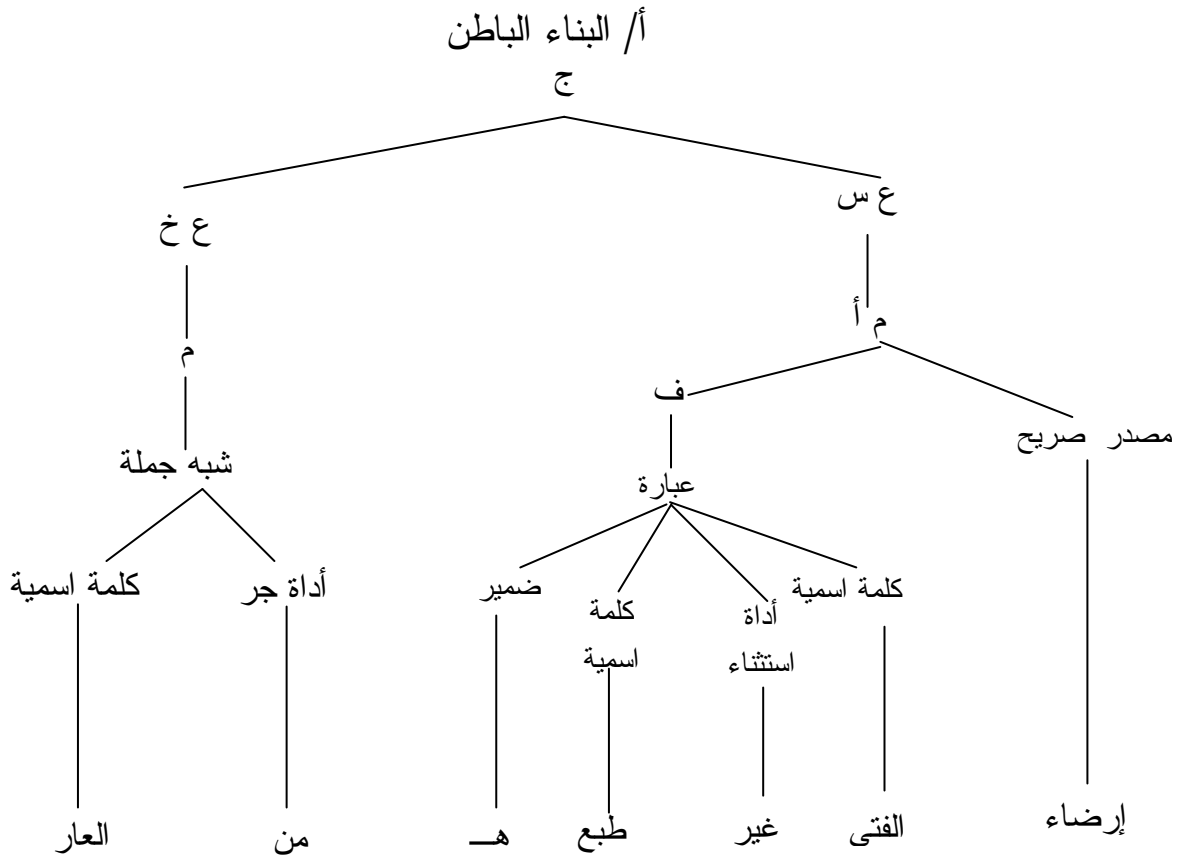 أ/ البناء الباطن
ج
ع س
ع خ
م أ
م
ف
مصدر صريح
شبه جملة
عبارة
كلمة اسمية
أداة
استثناء
كلمة
اسمية
ضمير
أداة جر
كلمة اسمية
إرضاء
الفتى
غير
طبع
هــ
من
العار